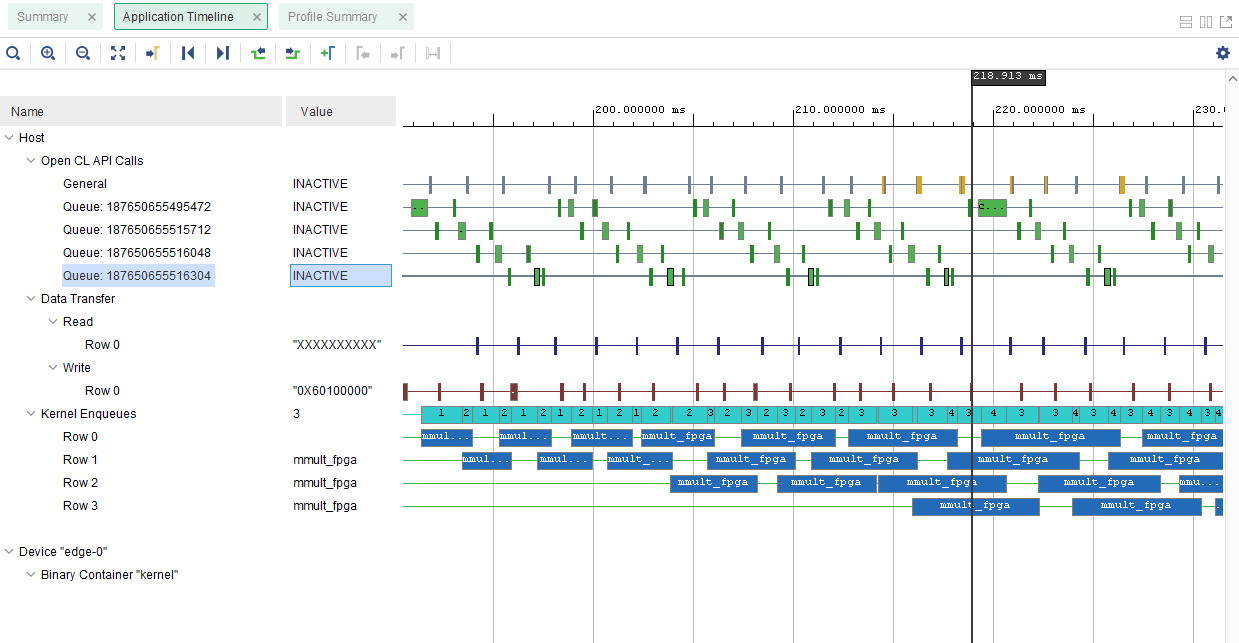 Summary Application Timeline Profile Summary
218.913 ms
Name Value 200.000000 ms 210.000000 ms 220.000000 ms 230.
Host
Open CL API Calls
General INACTIVE
Queue: 187650655495472 INACTIVE
Queue: 187650655515712 INACTIVE
Queue: 187650655516048 INACTIVE
Queue: 187650655516304 INACTIVE
Data Transfer
Read
Row 0 "XXXXXXXXXX"
Write
Row 0 "0X60100000"
Kernel Enqueues 3 1 2 1 2 1 2 1 2 1 2 1 2 2 3 2 3 2 3 2 3 2 3 3 4 3 4 3 3 4 3 4 3 4 3 4 3 4
Row 0 mmul... mmul... mmult... mmult_fpga mmult_fpga mmult_fpga mmult_fpga mmult_fpga
Row 1 mmult_fpga mmul... mmul... mmult_... mmult_fpga mmult_fpga mmult_fpga mmult_fpga
Row 2 mmult_fpga mmult_fpga mmult_fpga mmult_fpga mmult_fpga mmu...
Row 3 mmult_fpga mmult_fpga mmult_fpga
Device "edge-0"
Binary Container "kernel"